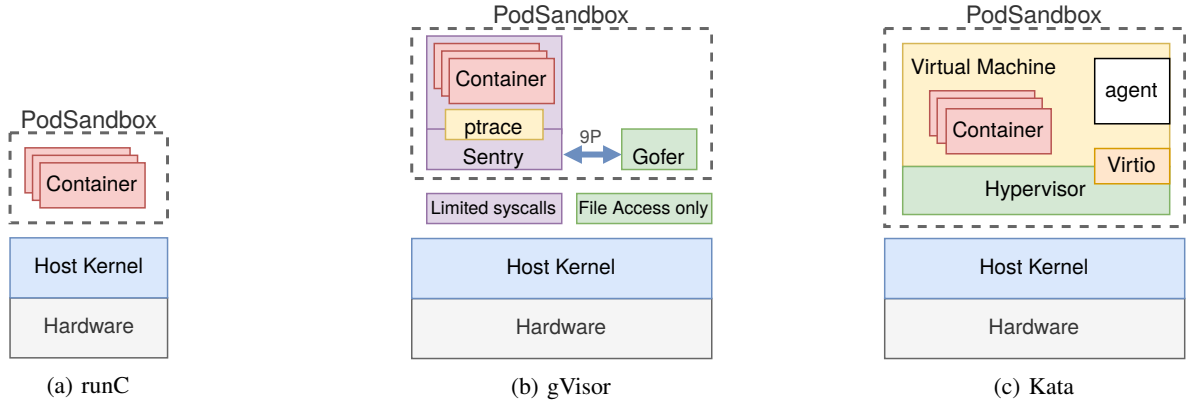 PodSandbox
Container
Host Kernel
Hardware
(a) runC
PodSandbox
Container
ptrace
Sentry
9P
Gofer
Limited syscalls
File Access only
Host Kernel
Hardware
(b) gVisor
PodSandbox
Virtual Machine
agent
Container
Virtio
Hypervisor
Host Kernel
Hardware
(c) Kata